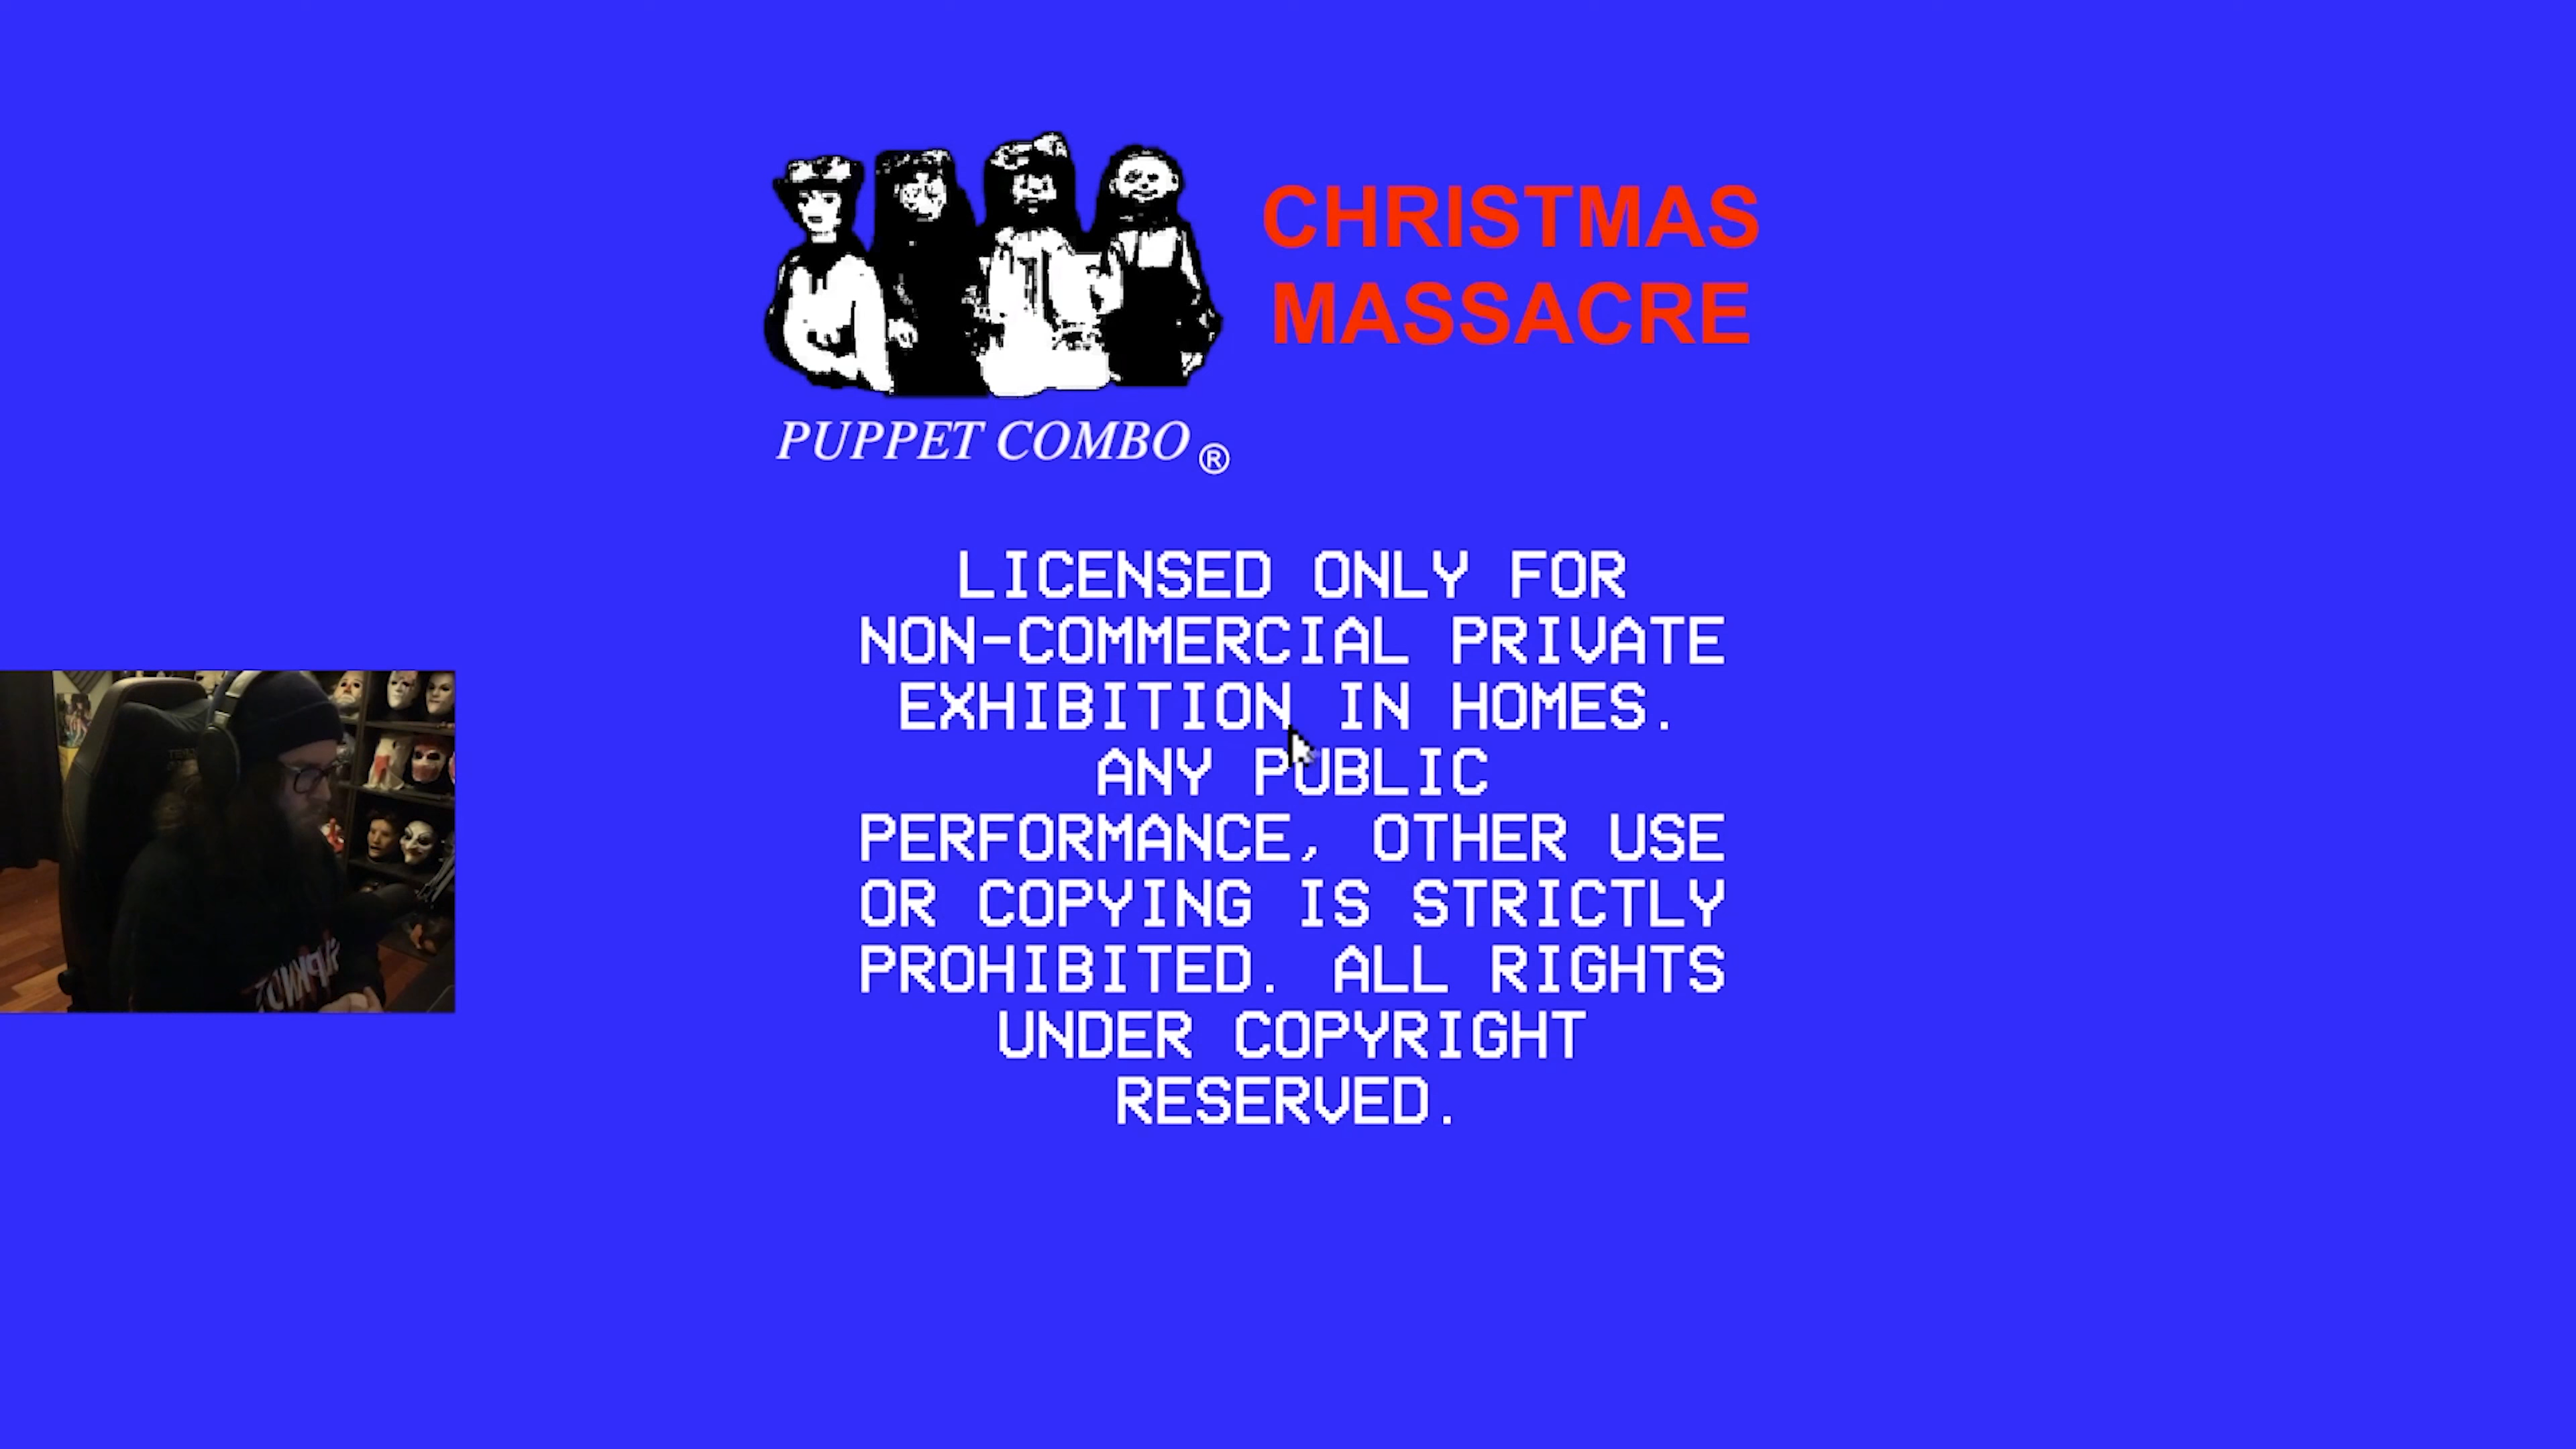 CHRISTMAS
MASSACRE
PUPPET COMBO ®
LICENSED ONLY FOR
NON-COMMERCIAL PRIVATE
EXHIBITION IN HOMES.
ANY PUBLIC
PERFORMANCE, OTHER USE
OR COPYING IS STRICTLY
PROHIBITED. ALL RIGHTS
UNDER COPYRIGHT
RESERVED.